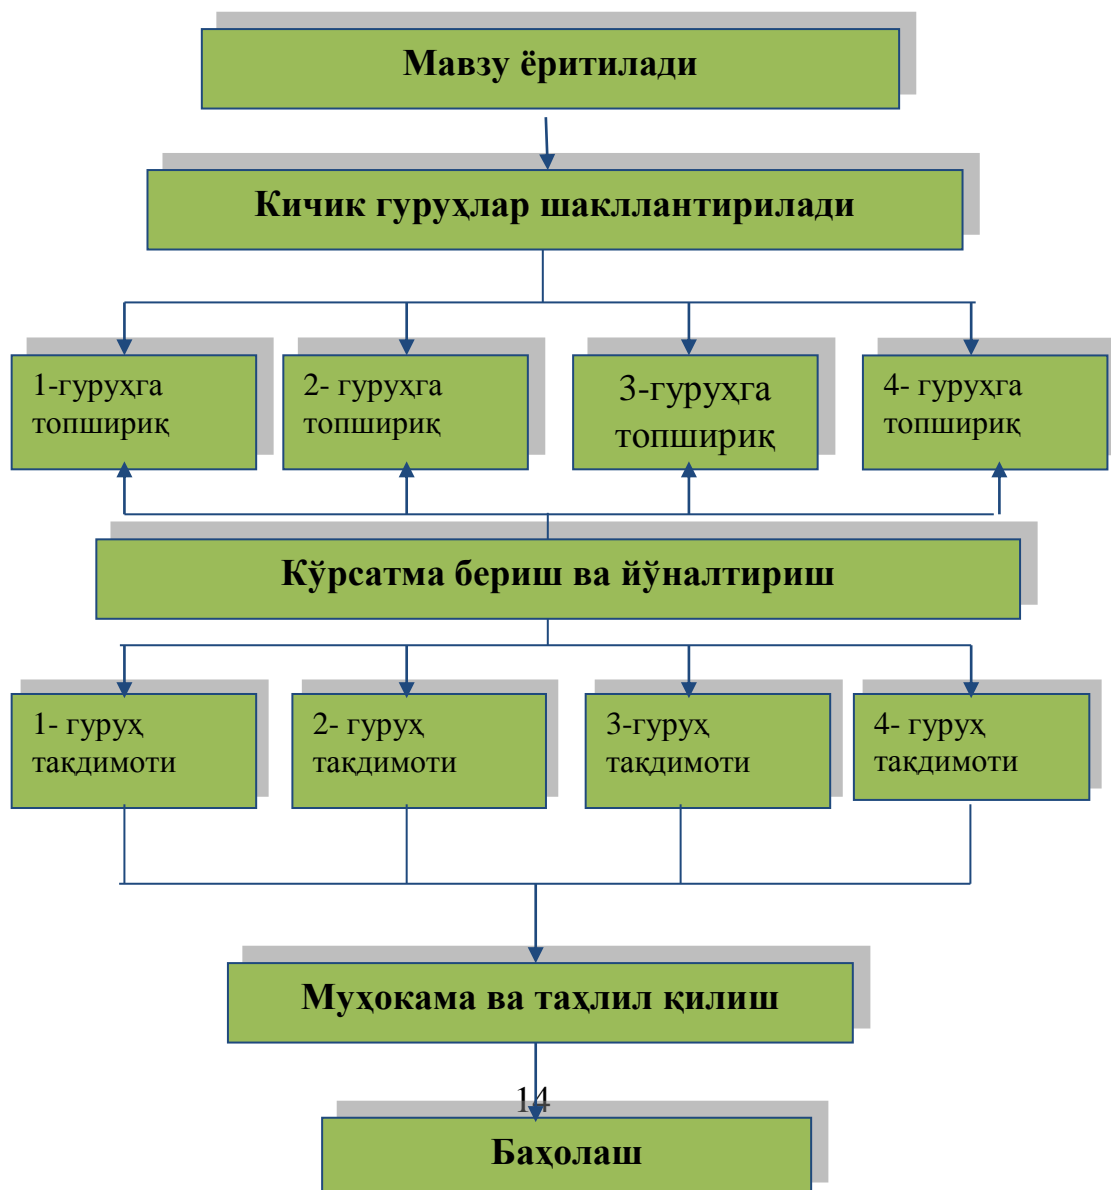 Мавзу ёритилади
Кичик гуруҳлар шакллантирилади
1-гуруҳга
топшириқ
2- гуруҳга
топшириқ
3-гуруҳга
топшириқ
4- гуруҳга
топшириқ
Кўрсатма бериш ва йўналтириш
1- гуруҳ
тақдимоти
2- гуруҳ
тақдимоти
3-гуруҳ
тақдимоти
4- гуруҳ
тақдимоти
Муҳокама ва таҳлил қилиш
14
Баҳолаш